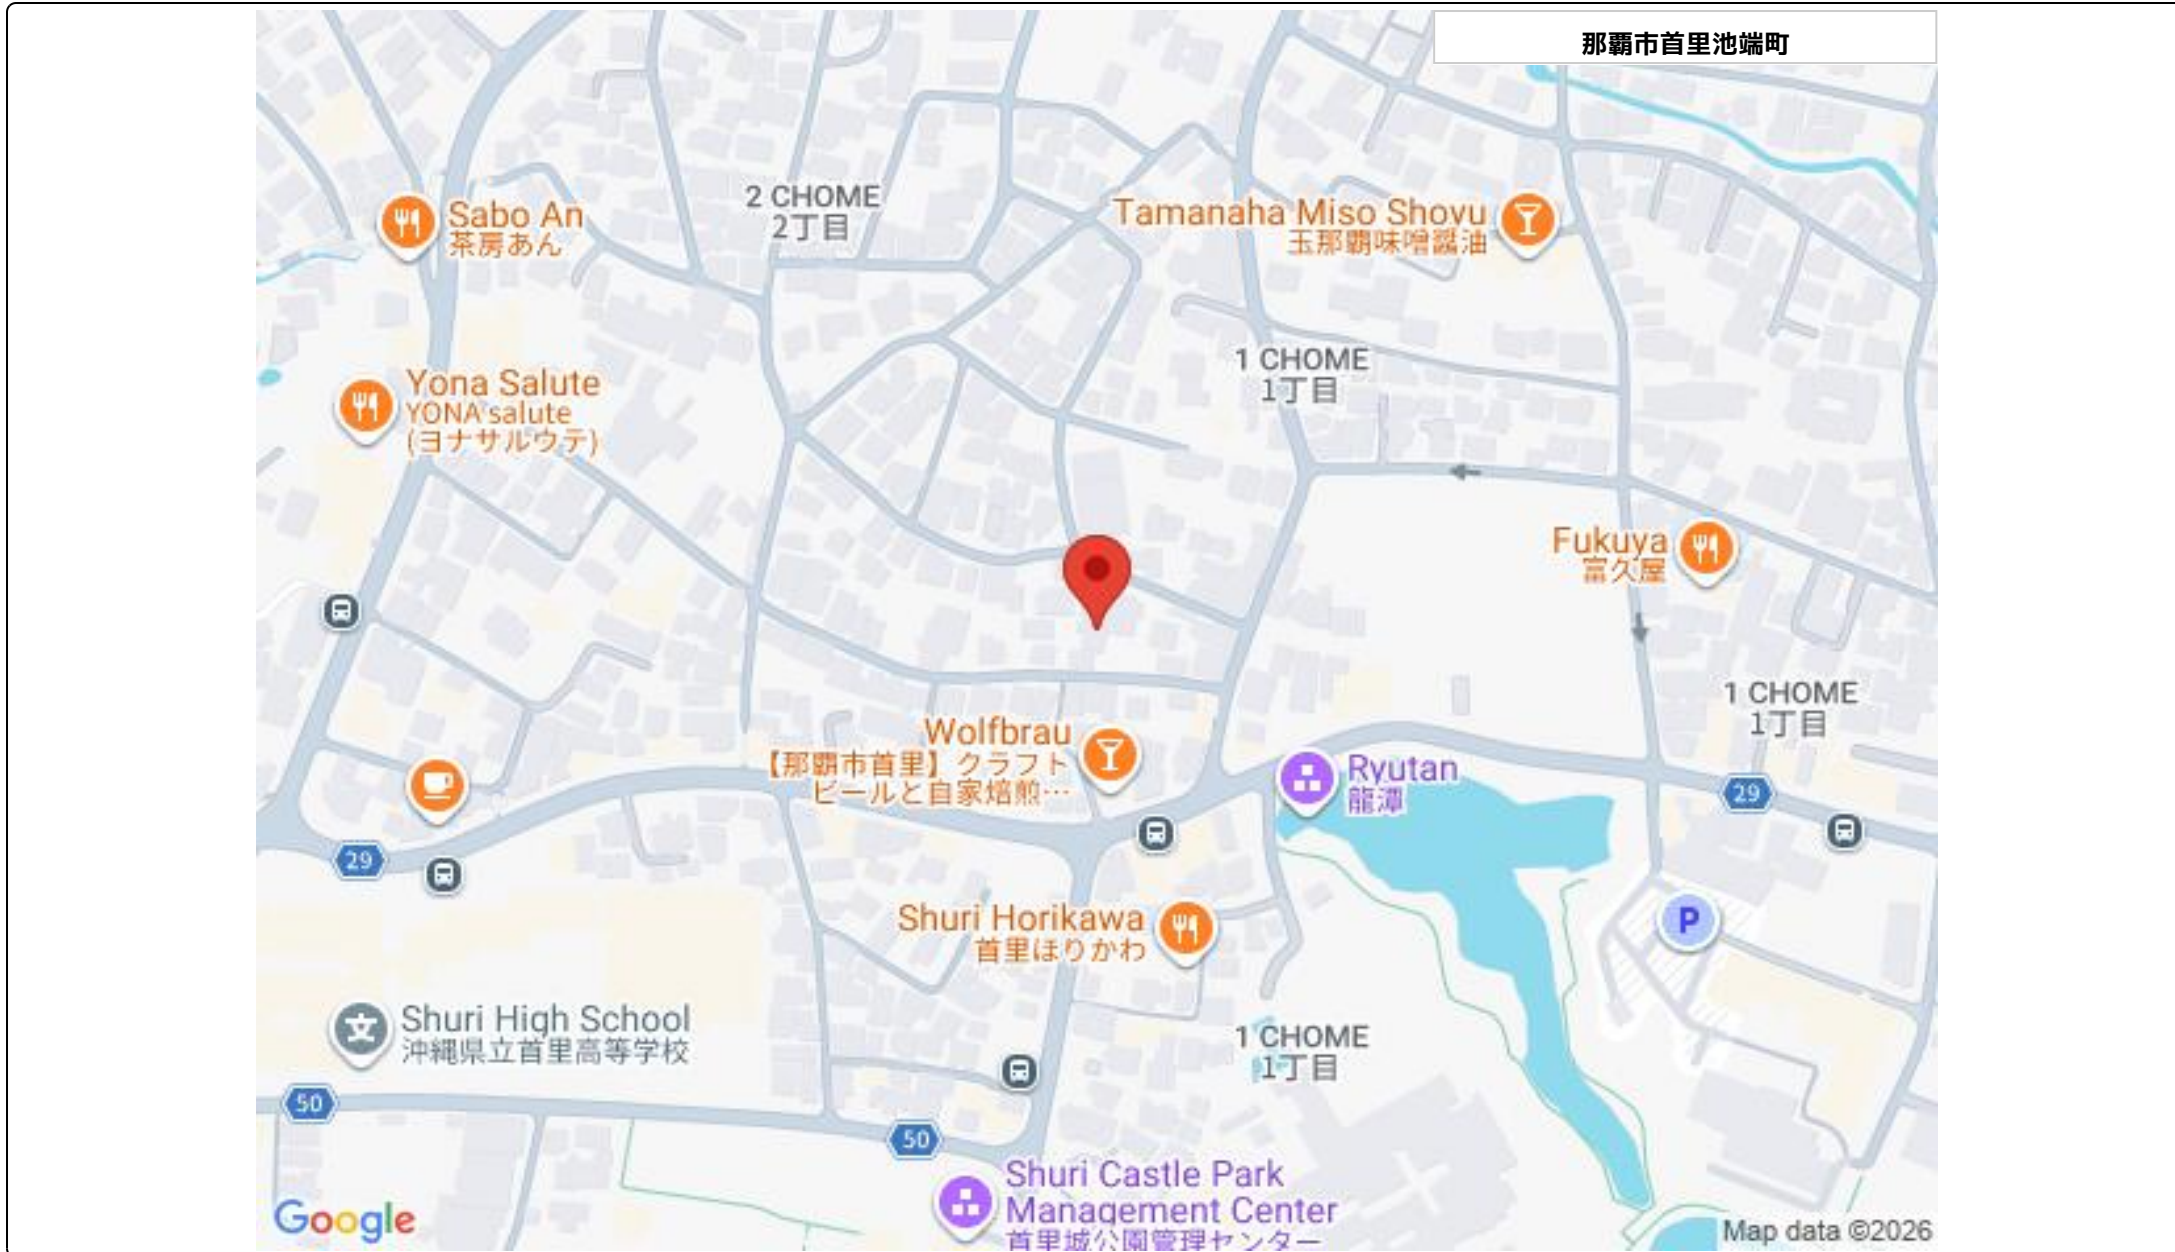 那覇市首里池端町
2 CHOME
2丁目
Sabo An
茶房あん
Tamanaha Miso Shoyu
玉那覇味噌醤油
1 CHOME
1丁目
Yona Salute
YONA salute
(ヨナサルウテ)
Fukuya
富久屋
1 CHOME
1丁目
Wolfbrau
【那覇市首里】クラフト
ビールと自家焙煎…
Ryutan
龍潭
29
29
Shuri Horikawa
首里ほりかわ
P
Shuri High School
沖縄県立首里高等学校
1 CHOME
1丁目
50
50
Shuri Castle Park
Management Center
首里城公園管理センター
Google
Map data ©2026